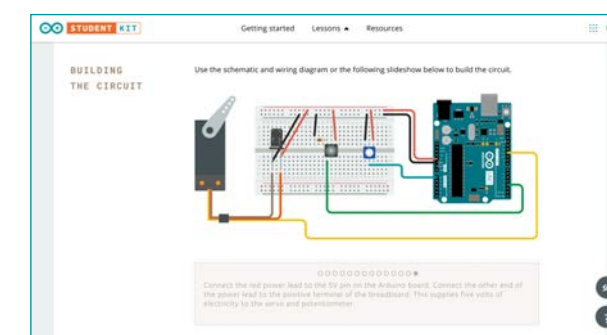 STUDENT KIT
Getting started Lessons Resources
BUILDING
THE CIRCUIT
Use the schematic and wiring diagram or the following slideshow below to build the circuit.
Connect the red power lead to the 5V pin on the Arduino board. Connect the other end of
the power lead to the positive terminal of the breadboard. This supplies five volts of
electricity to the servo and potentiometer.